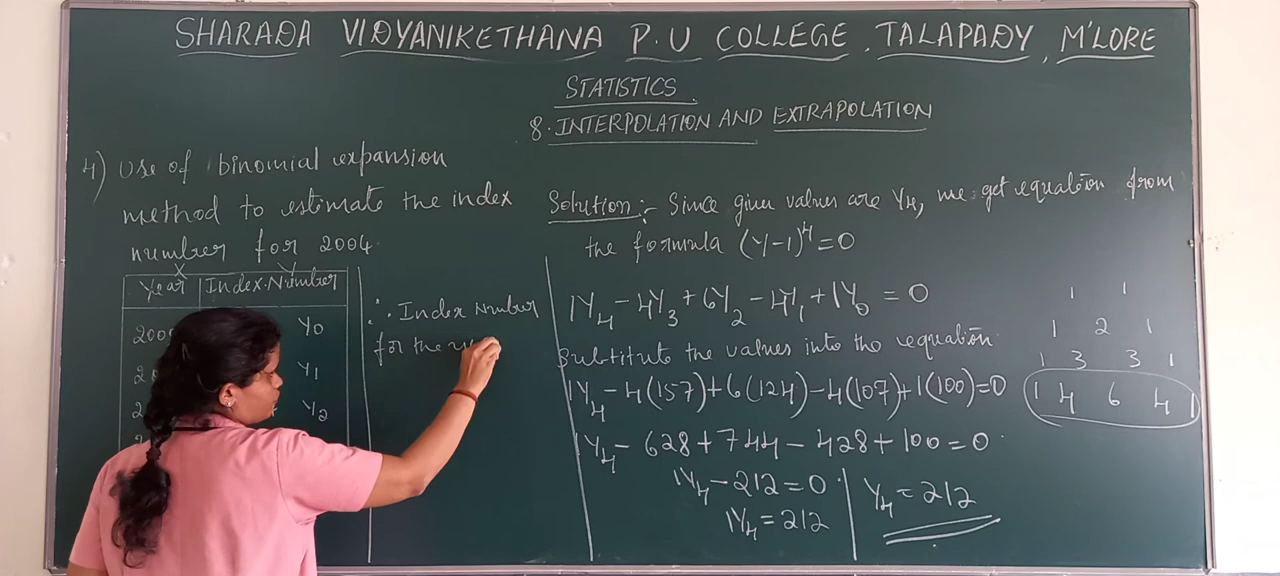 SHARADA VIDYANIKETHANA P.U COLLEGE, TALAPADY, M'LORE
STATISTICS
8. INTERPOLATION AND EXTRAPOLATION
4) Use of binomial expansion
method to estimate the index
number for 2004.
X Y
Year Index Number
2000 Y0
Y1
Y2
∴ Index Number
for the
Solution :- Since given values are Y4, we get equation from
the formula (Y-1)^4 = 0
1Y4 - 4Y3 + 6Y2 - 4Y1 + 1Y0 = 0
Substitute the values into the equation
1Y4 - 4(157) + 6(124) - 4(107) + 1(100) = 0
1Y4 - 628 + 744 - 428 + 100 = 0
1Y4 - 212 = 0
1Y4 = 212
Y4 = 212
1 1
1 2 1
1 3 3 1
1 4 6 4 1